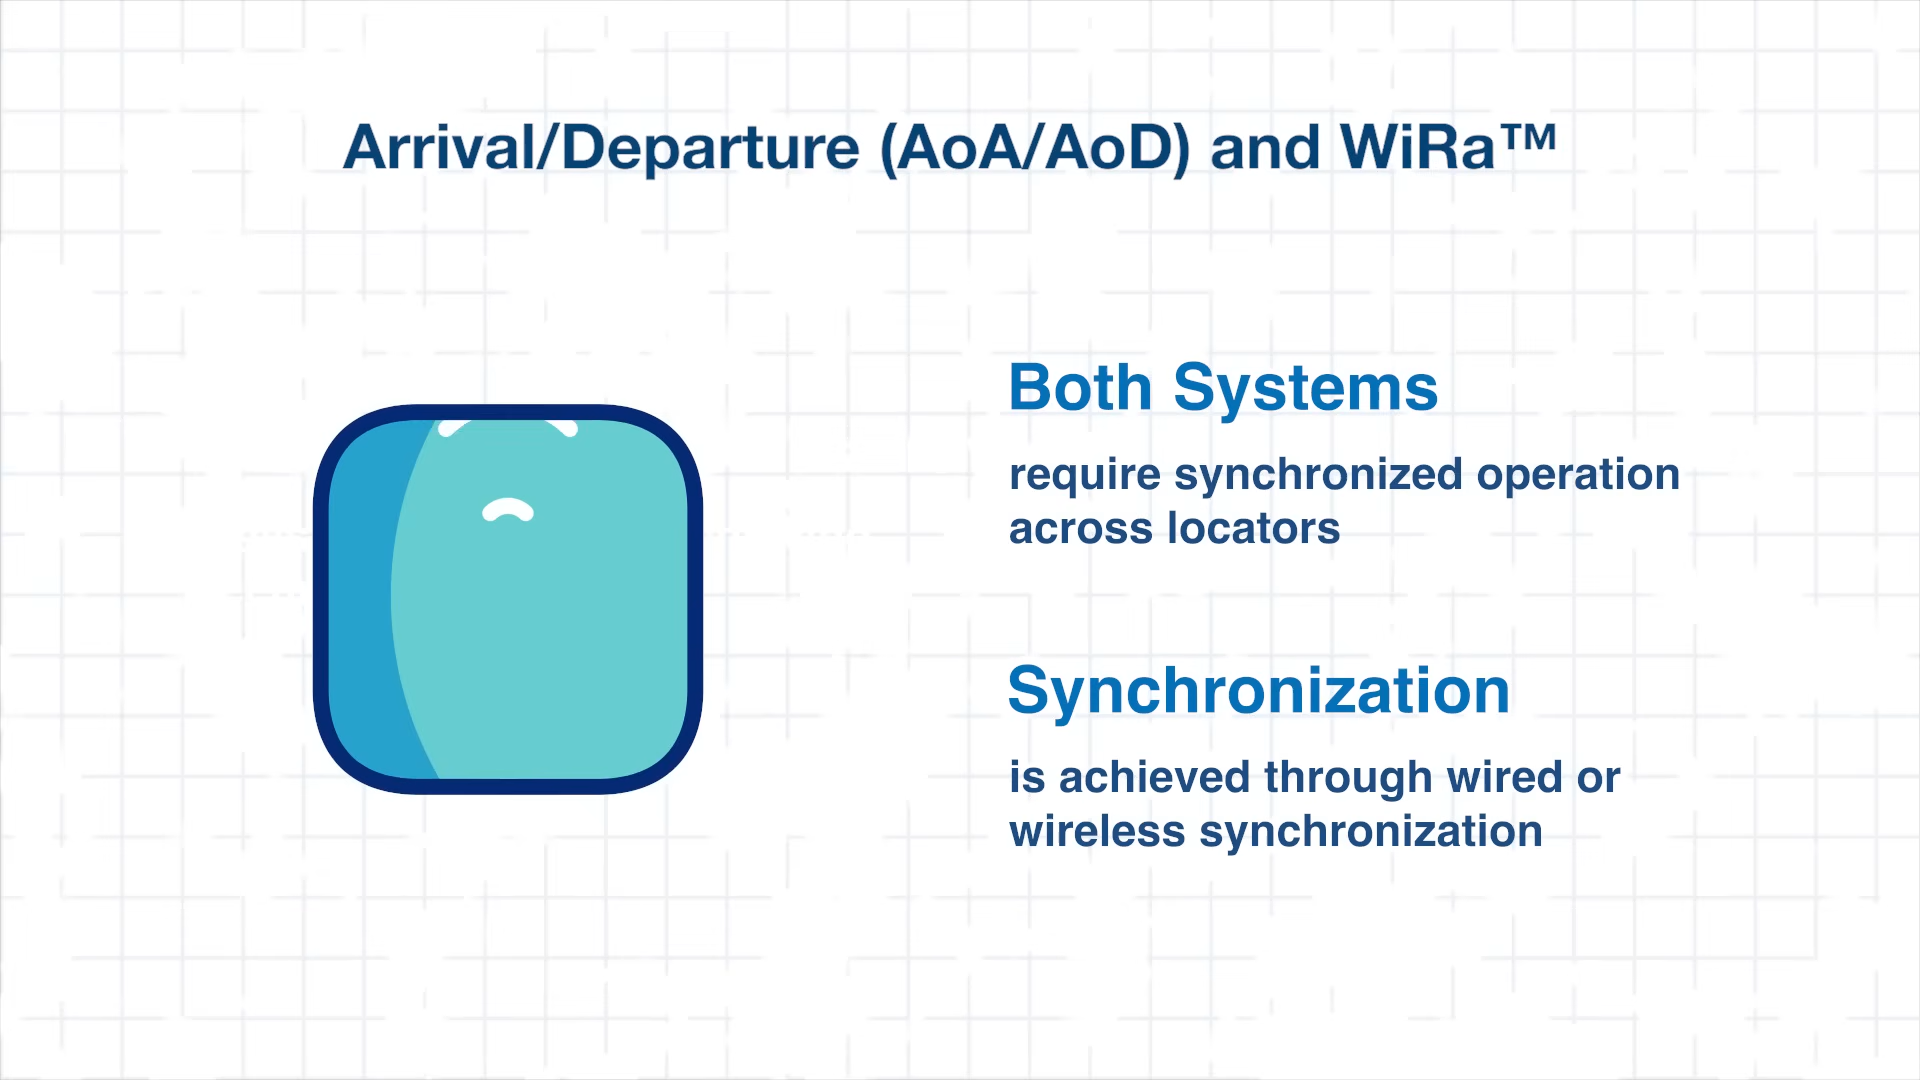 Arrival/Departure (AoA/AoD) and WiRa™
Both Systems
require synchronized operation
across locators
Synchronization
is achieved through wired or
wireless synchronization